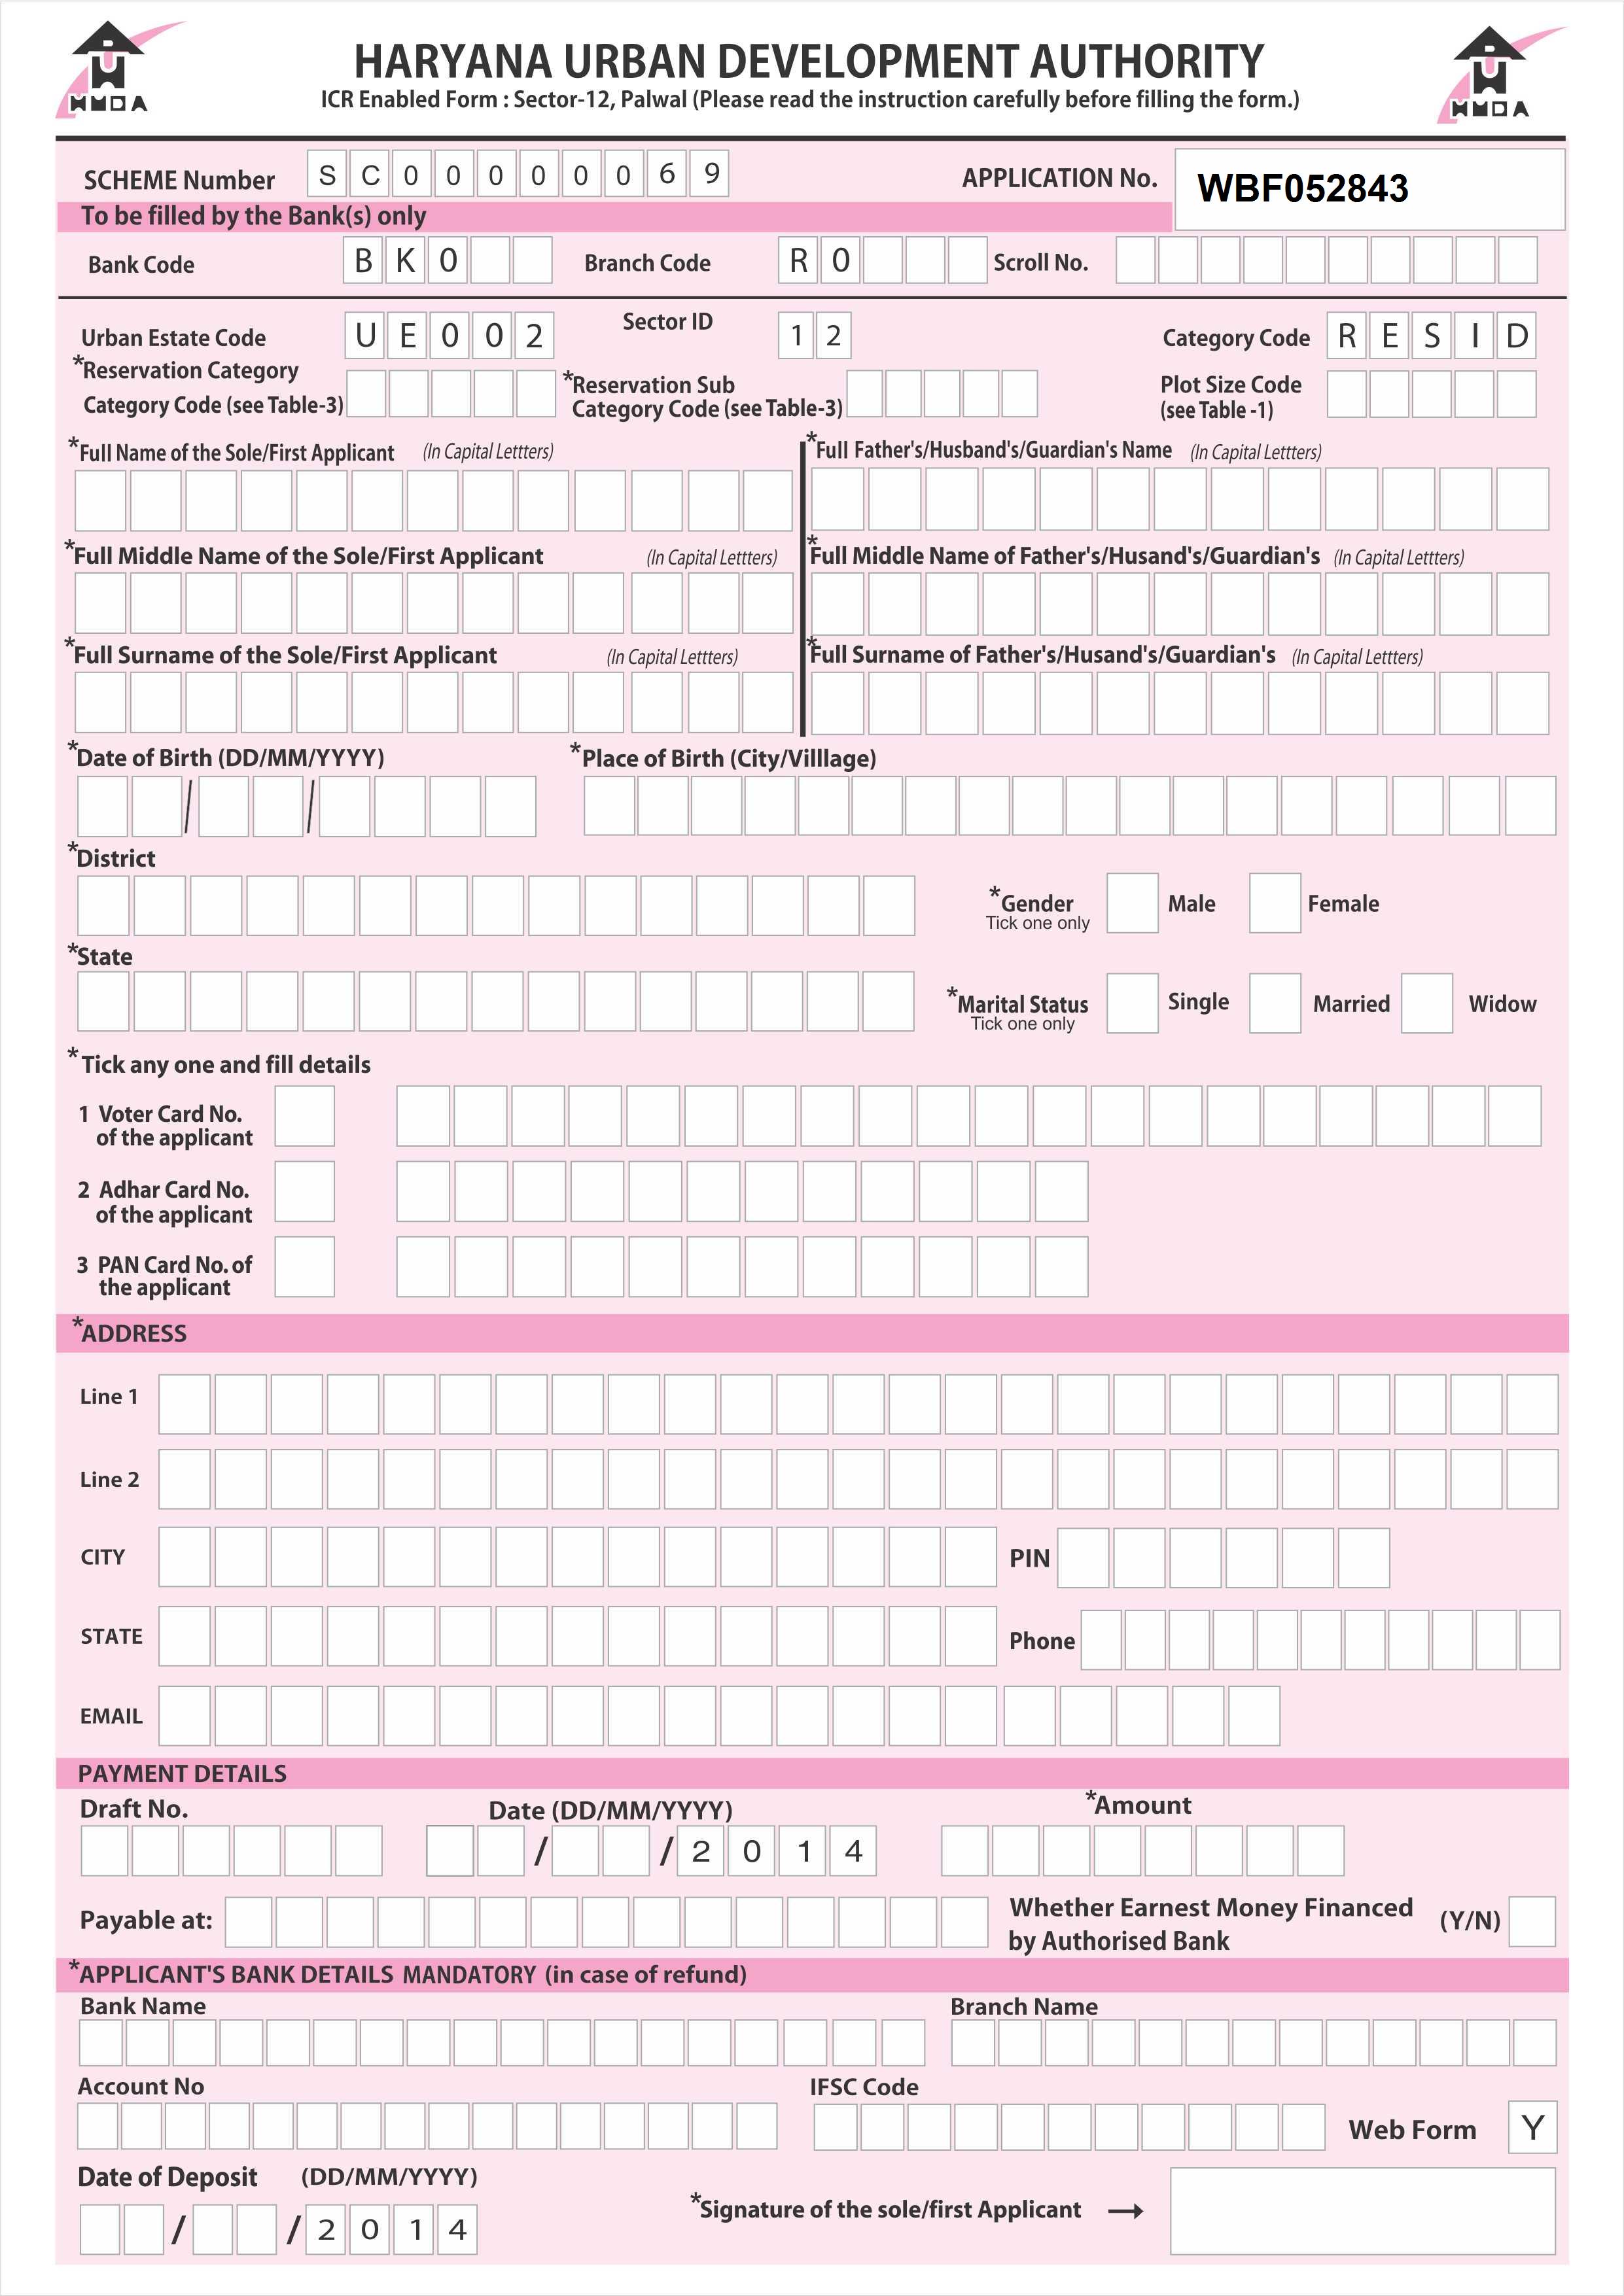 HUDA
HARYANA URBAN DEVELOPMENT AUTHORITY
HUDA
ICR Enabled Form : Sector-12, Palwal (Please read the instruction carefully before filling the form.)
SCHEME Number S C 0 0 0 0 0 0 6 9 APPLICATION No. WBF052843
To be filled by the Bank(s) only
Bank Code B K 0 Branch Code R 0 Scroll No.
Urban Estate Code U E 0 0 2 Sector ID 1 2 Category Code R E S I D
*Reservation Category
Category Code (see Table-3)
*Reservation Sub
Category Code (see Table-3)
Plot Size Code
(see Table -1)
*Full Name of the Sole/First Applicant (In Capital Lettters)
*Full Father's/Husband's/Guardian's Name (In Capital Lettters)
*Full Middle Name of the Sole/First Applicant (In Capital Lettters)
*Full Middle Name of Father's/Husand's/Guardian's (In Capital Lettters)
*Full Surname of the Sole/First Applicant (In Capital Lettters)
*Full Surname of Father's/Husand's/Guardian's (In Capital Lettters)
*Date of Birth (DD/MM/YYYY) *Place of Birth (City/Villlage)
/ /
*District
*Gender Male Female
Tick one only
*State
*Marital Status Single Married Widow
Tick one only
*Tick any one and fill details
1 Voter Card No.
of the applicant
2 Adhar Card No.
of the applicant
3 PAN Card No. of
the applicant
*ADDRESS
Line 1
Line 2
CITY PIN
STATE Phone
EMAIL
PAYMENT DETAILS
Draft No. Date (DD/MM/YYYY) *Amount
/ / 2 0 1 4
Payable at: Whether Earnest Money Financed
by Authorised Bank (Y/N)
*APPLICANT'S BANK DETAILS MANDATORY (in case of refund)
Bank Name Branch Name
Account No IFSC Code
Web Form Y
Date of Deposit (DD/MM/YYYY)
/ / 2 0 1 4
*Signature of the sole/first Applicant →